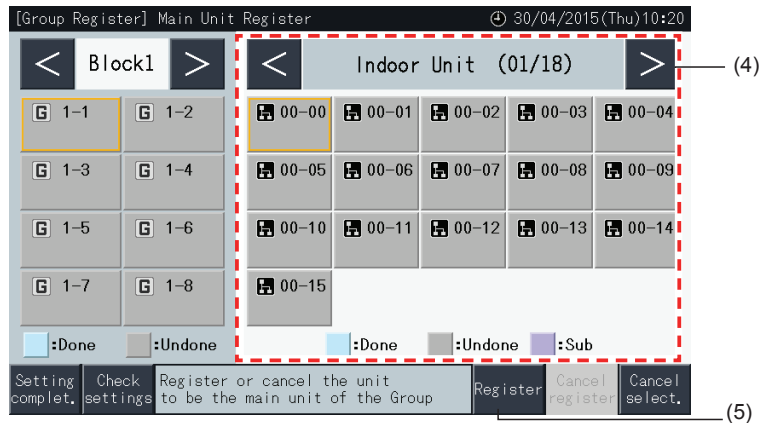 [Group Register] Main Unit Register 30/04/2015(Thu)10:20
< Block1 > < Indoor Unit (01/18) > (4)
G 1-1 G 1-2 00-00 00-01 00-02 00-03 00-04
G 1-3 G 1-4 00-05 00-06 00-07 00-08 00-09
G 1-5 G 1-6 00-10 00-11 00-12 00-13 00-14
G 1-7 G 1-8 00-15
:Done :Undone :Done :Undone :Sub
Setting complet. Check settings Register or cancel the unit to be the main unit of the Group Register Cancel register Cancel select.
(5)